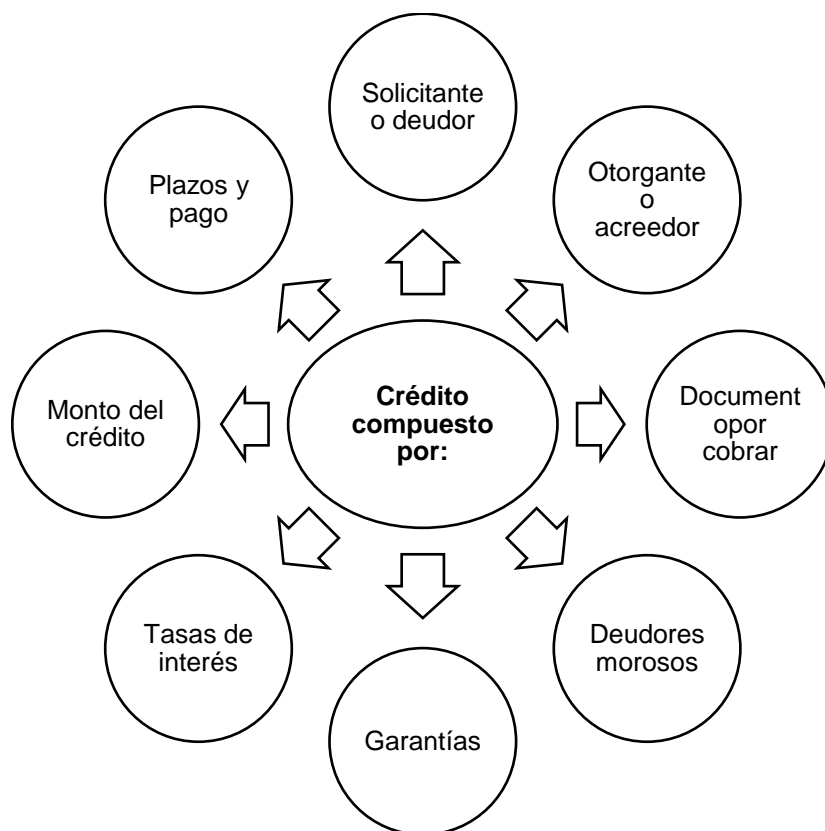 Solicitante
o deudor
Otorgante
o
acreedor
Document
opor
cobrar
Deudores
morosos
Garantías
Tasas de
interés
Monto del
crédito
Plazos y
pago
Crédito
compuesto
por: